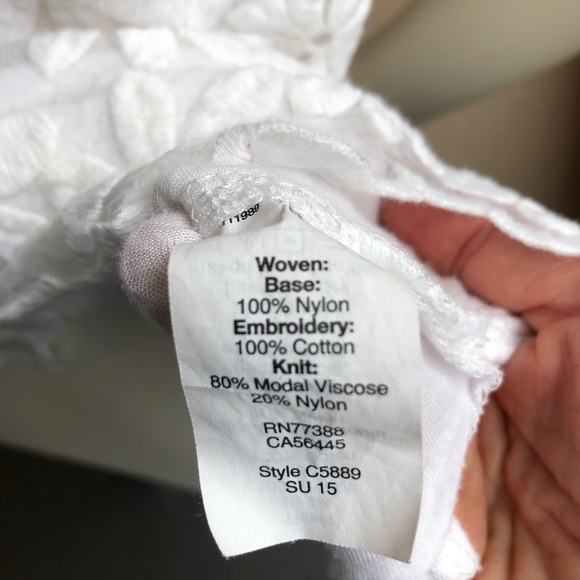 111989
Woven:
Base:
100% Nylon
Embroidery:
100% Cotton
Knit:
80% Modal Viscose
20% Nylon
RN77388
CA56445
Style C5889
SU 15